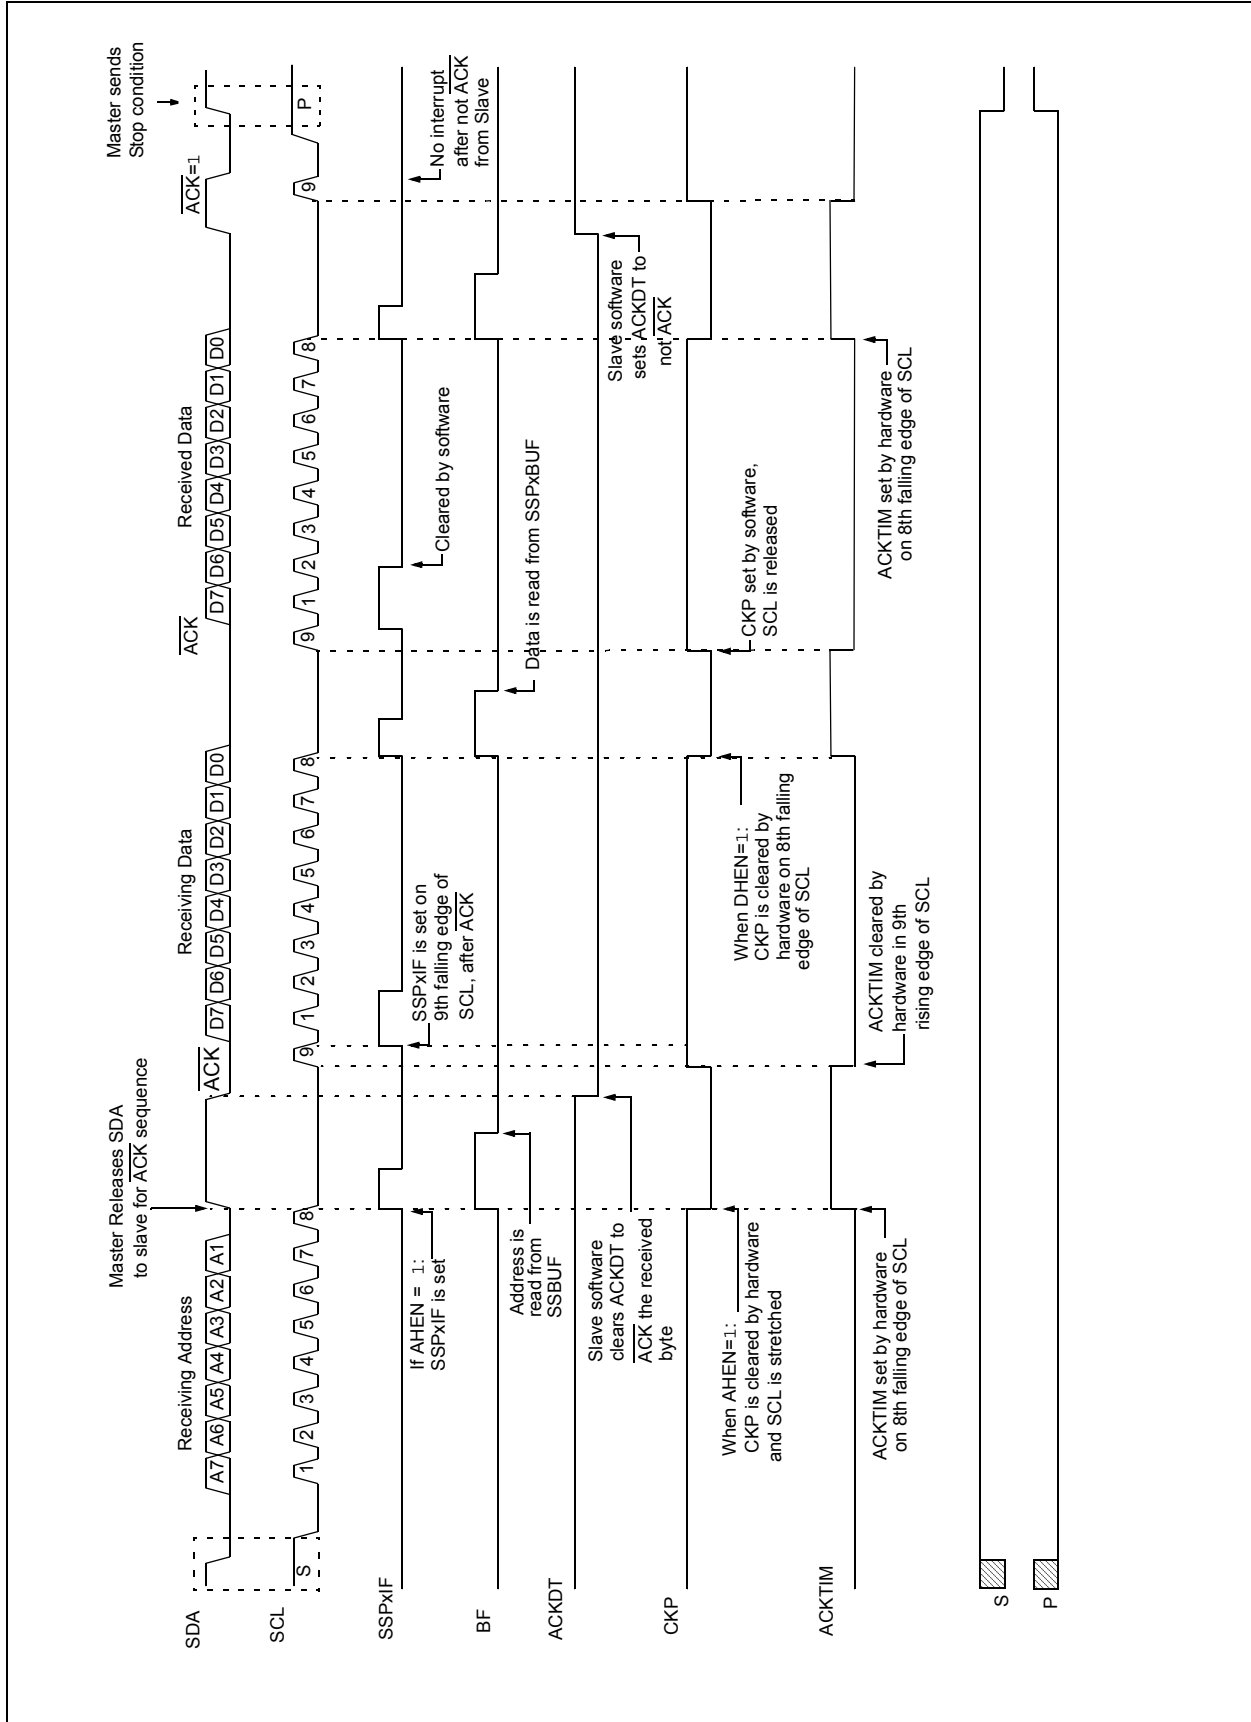 Master Releases SDA
to slave for ACK sequence
Master sends
Stop condition
Receiving Address
ACK
Receiving Data
ACK
Received Data
ACK=1
SDA
A7 A6 A5 A4 A3 A2 A1
D7 D6 D5 D4 D3 D2 D1 D0
D7 D6 D5 D4 D3 D2 D1 D0
SCL
S
1 2 3 4 5 6 7 8 9
1 2 3 4 5 6 7 8 9
1 2 3 4 5 6 7 8 9
P
SSPxIF
If AHEN = 1:
SSPxIF is set
SSPxIF is set on
9th falling edge of
SCL, after ACK
Cleared by software
No interrupt
after not ACK
from Slave
BF
Address is
read from
SSBUF
Data is read from SSPxBUF
ACKDT
Slave software
clears ACKDT to
ACK the received
byte
Slave software
sets ACKDT to
not ACK
CKP
When AHEN=1:
CKP is cleared by hardware
and SCL is stretched
When DHEN=1:
CKP is cleared by
hardware on 8th falling
edge of SCL
CKP set by software,
SCL is released
ACKTIM
ACKTIM set by hardware
on 8th falling edge of SCL
ACKTIM cleared by
hardware in 9th
rising edge of SCL
ACKTIM set by hardware
on 8th falling edge of SCL
S
P